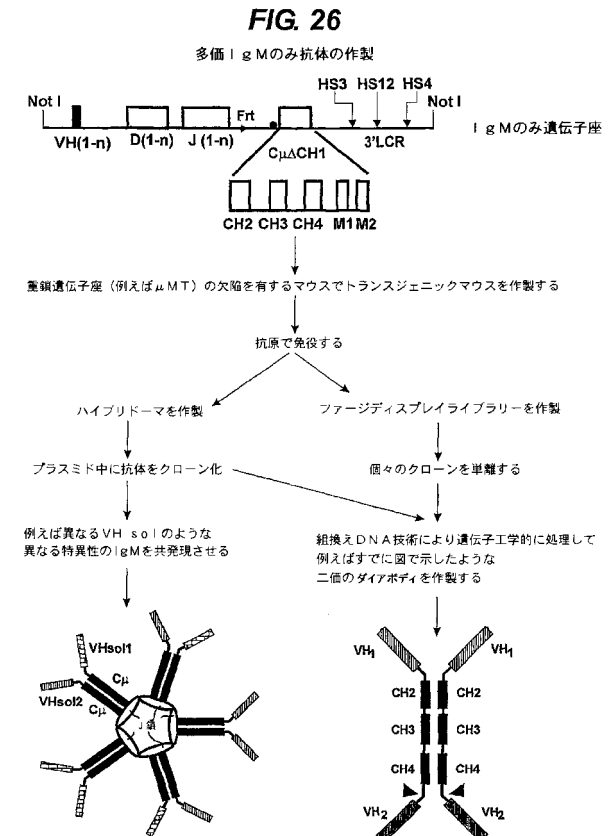 FIG. 26
多価IgMのみ抗体の作製
HS3 HS12 HS4
Not I Frt Not I
VH(1-n) D(1-n) J (1-n) 3'LCR
IgMのみ遺伝子座
CμΔCH1
CH2 CH3 CH4 M1 M2
重鎖遺伝子座（例えばμMT）の欠陥を有するマウスでトランスジェニックマウスを作製する
抗原で免疫する
ハイブリドーマを作製
ファージディスプレイライブラリーを作製
プラスミド中に抗体をクローン化
個々のクローンを単離する
例えば異なるVH solのような
異なる特異性のIgMを共発現させる
組換えDNA技術により遺伝子工学的に処理して
例えばすでに図で示したような
二価のダイアボディを作製する
VHsol1
Cμ
VHsol2
Cμ
J鎖
VH1 VH1
CH2 CH2
CH3 CH3
CH4 CH4
VH2 VH2